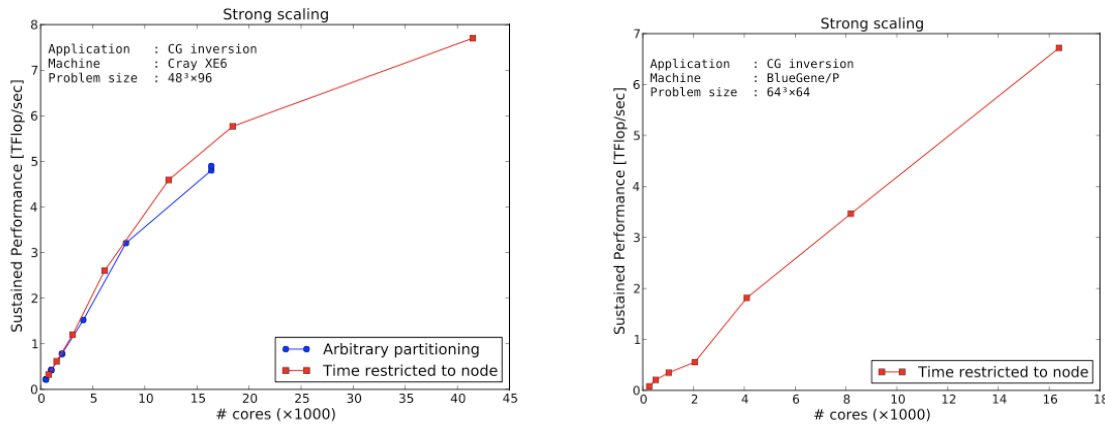 Strong scaling
Application : CG inversion
Machine : Cray XE6
Problem size : 48³×96
Sustained Performance [TFlop/sec]
8
7
6
5
4
3
2
1
0
0 5 10 15 20 25 30 35 40 45
# cores (×1000)
Arbitrary partitioning
Time restricted to node
Strong scaling
Application : CG inversion
Machine : BlueGene/P
Problem size : 64³×64
Sustained Performance [TFlop/sec]
7
6
5
4
3
2
1
0
0 2 4 6 8 10 12 14 16 18
# cores (×1000)
Time restricted to node